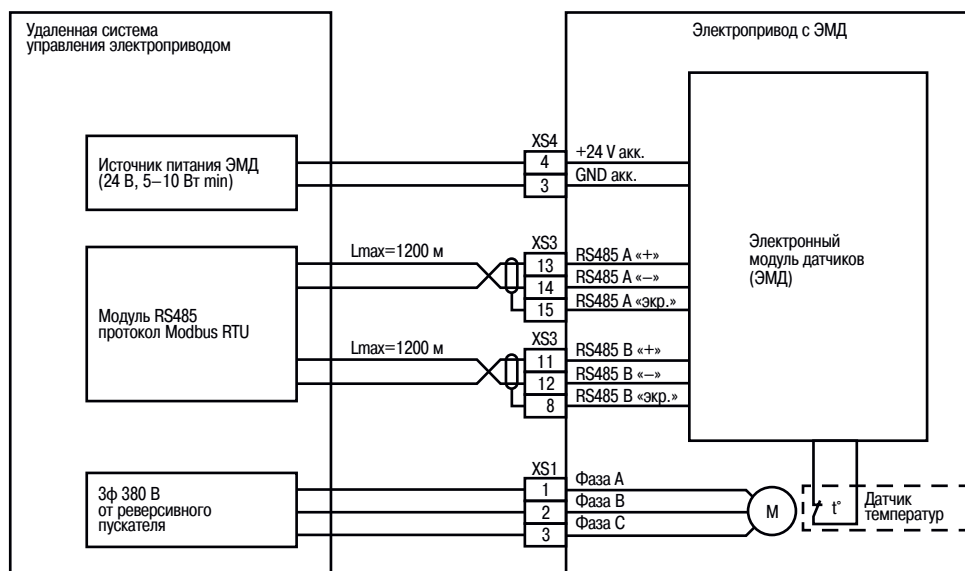 Удаленная система
управления электроприводом
Электропривод с ЭМД
Источник питания ЭМД
(24 В, 5–10 Вт min)
XS4
4
+24 V акк.
3
GND акк.
Модуль RS485
протокол Modbus RTU
Lmax=1200 м
XS3
13
RS485 A «+»
14
RS485 A «–»
15
RS485 A «экр.»
Lmax=1200 м
XS3
11
RS485 B «+»
12
RS485 B «–»
8
RS485 B «экр.»
Электронный
модуль датчиков
(ЭМД)
3ф 380 В
от реверсивного
пускателя
XS1
1
Фаза A
2
Фаза B
3
Фаза C
M
t°
Датчик
температур